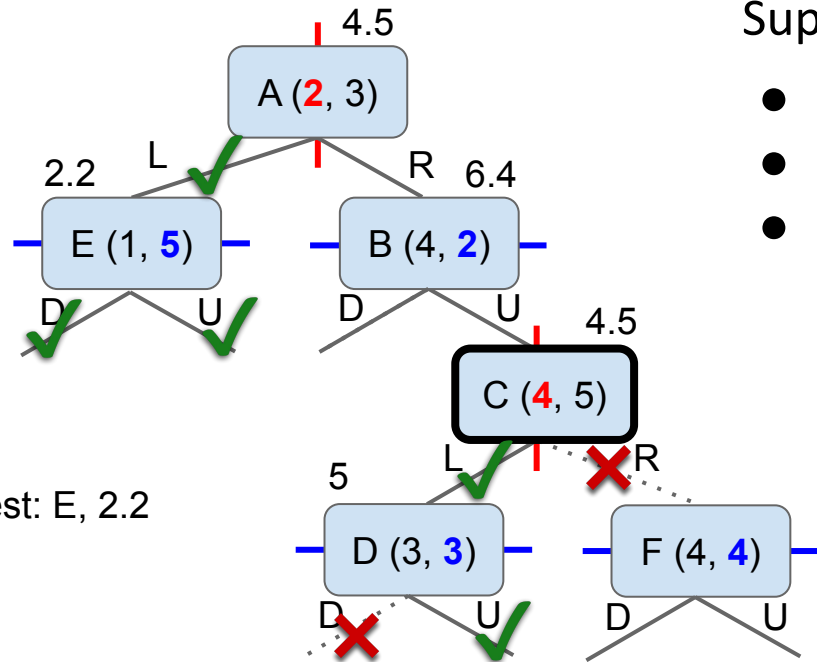 4.5
Sup
A (2, 3)
L
R
2.2
6.4
E (1, 5)
B (4, 2)
D
U
D
U
4.5
C (4, 5)
L
R
5
est: E, 2.2
D (3, 3)
F (4, 4)
D
U
D
U